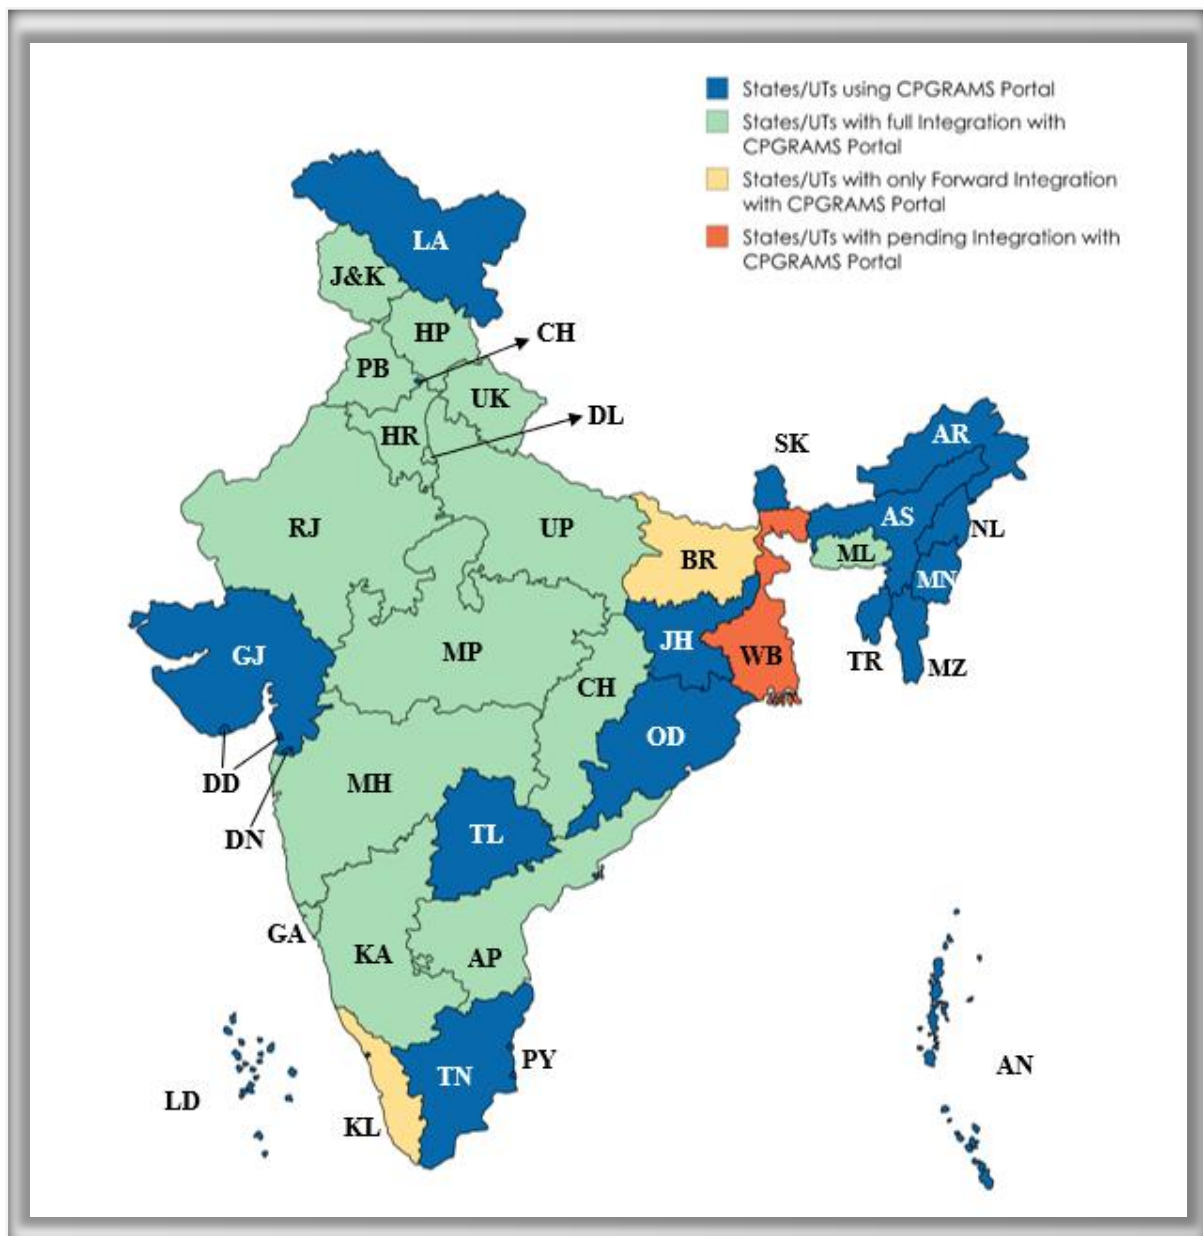 States/UTs using CPGRAMS Portal
States/UTs with full Integration with
CPGRAMS Portal
States/UTs with only Forward Integration
with CPGRAMS Portal
States/UTs with pending Integration with
CPGRAMS Portal
LA
J&K
HP
CH
PB
UK
DL
HR
SK
AR
RJ
UP
AS
NL
BR
ML
MN
GJ
MP
JH
WB
TR
MZ
CH
OD
DD
MH
DN
TL
GA
KA
AP
PY
AN
TN
LD
KL